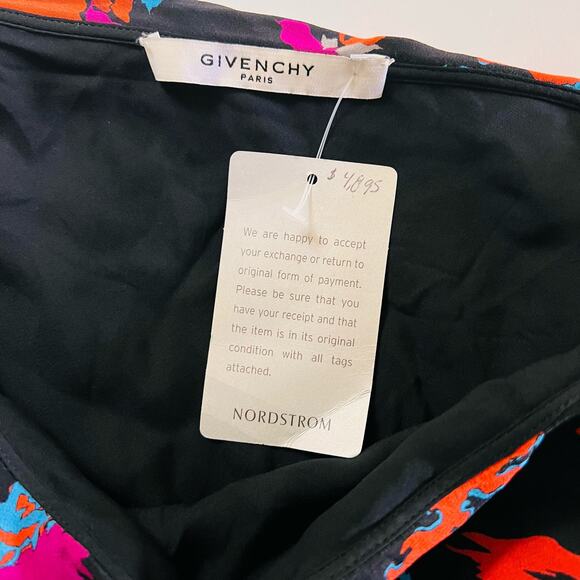 GIVENCHY
PARIS
$ 4,895
We are happy to accept
your exchange or return to
original form of payment.
Please be sure that you
have your receipt and that
the item is in its original
condition with all tags
attached.
NORDSTROM